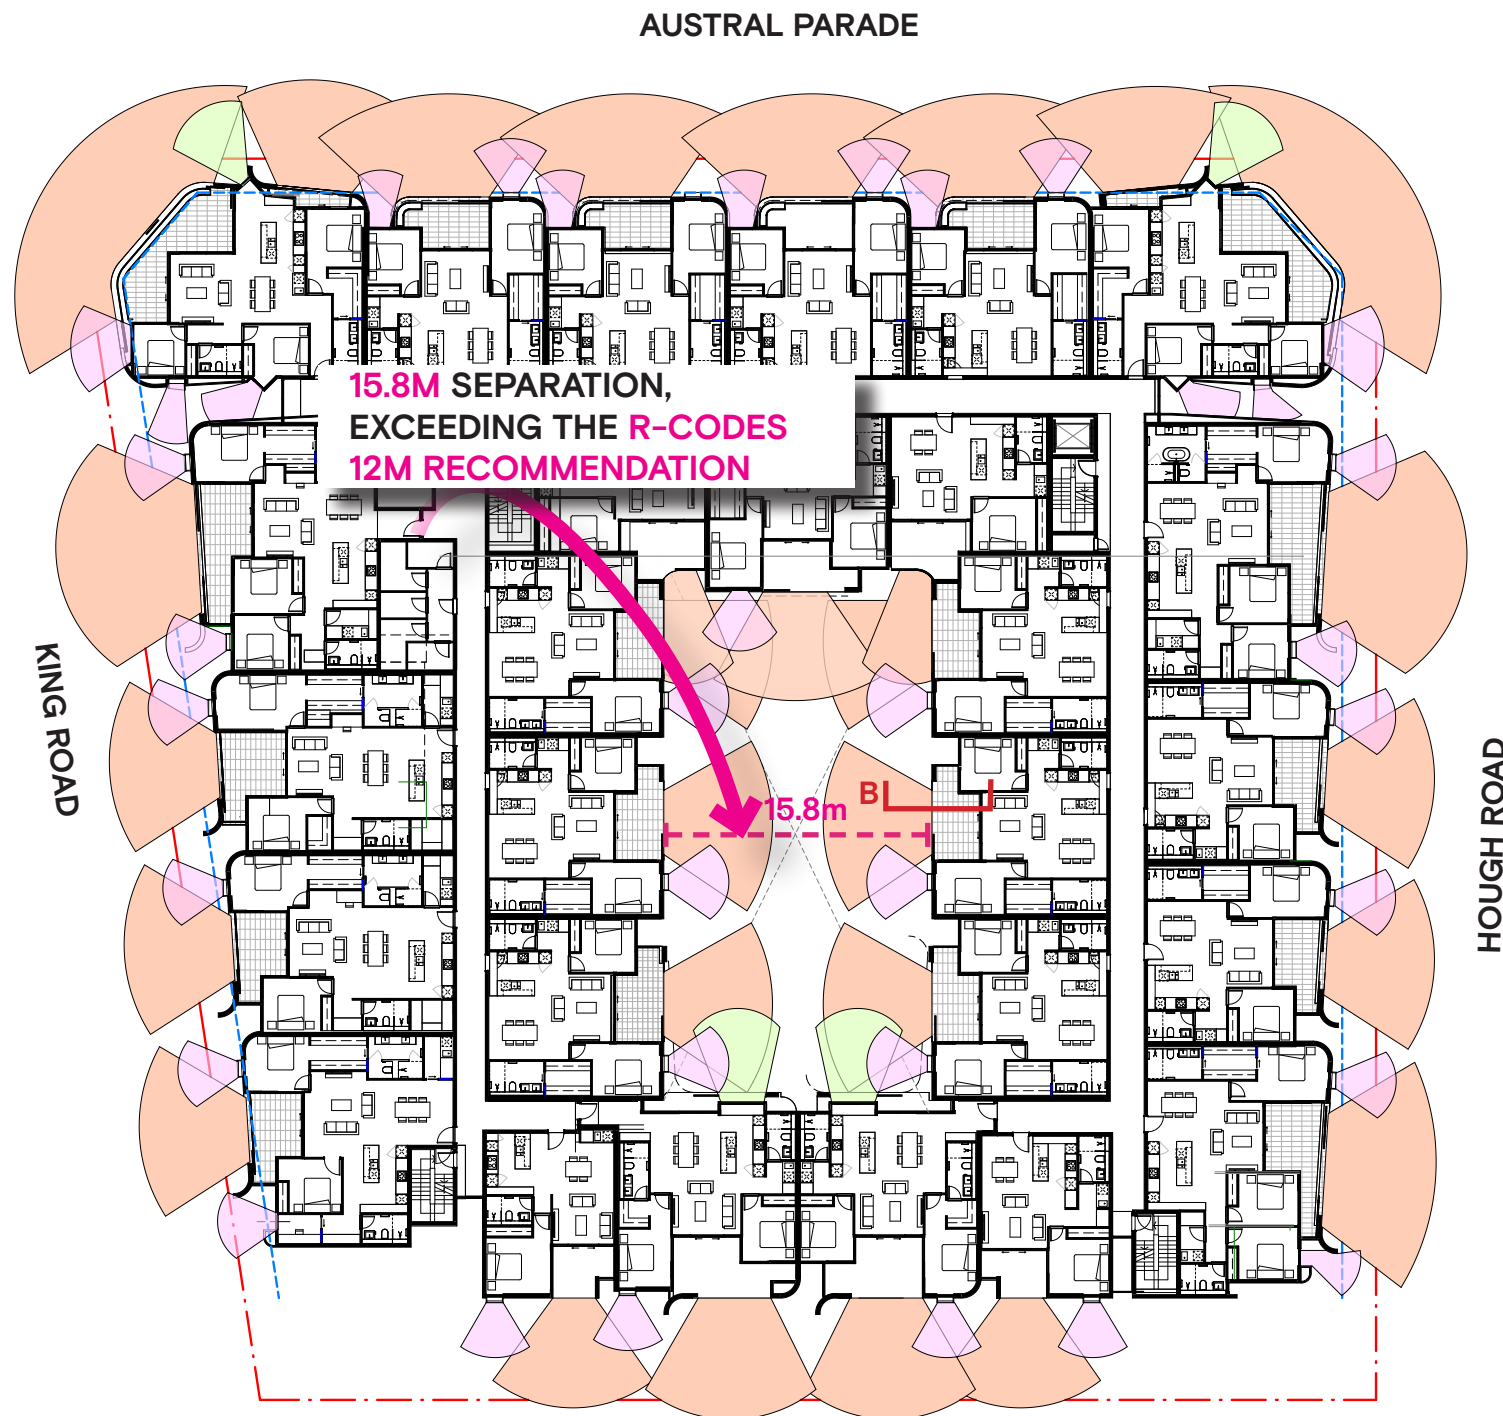 AUSTRAL PARADE
15.8M SEPARATION,
EXCEEDING THE R-CODES
12M RECOMMENDATION
KING ROAD
B
15.8m
HOUGH ROAD